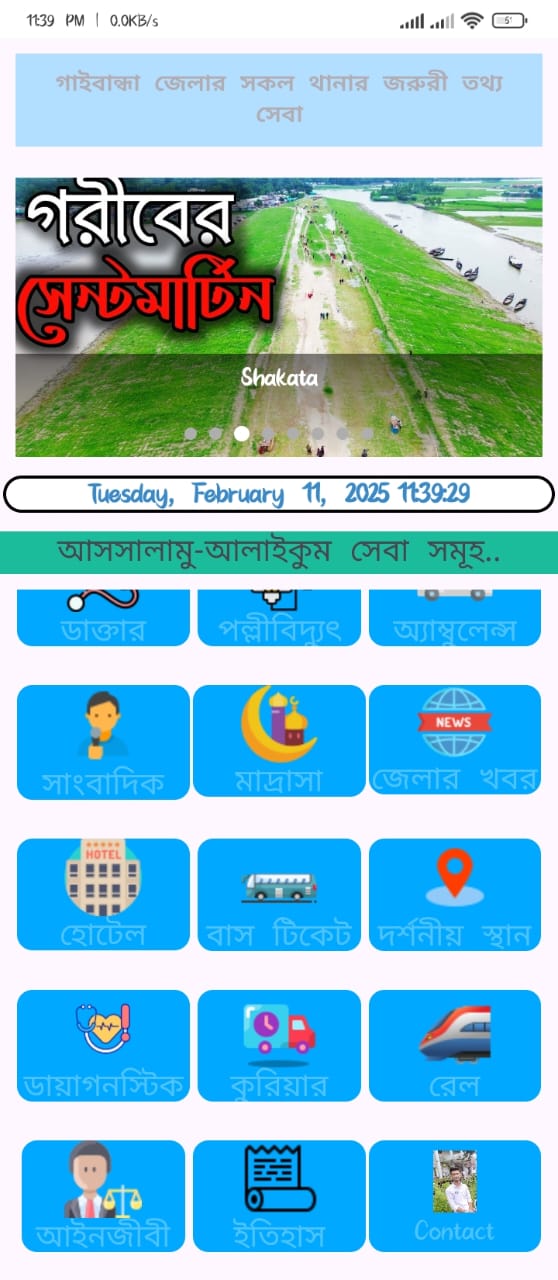 11:39 PM | 0.0KB/s
5
গাইবান্ধা জেলার সকল থানার জরুরী তথ্য
সেবা
গরীবের
সেন্টমার্টিন
Shakata
Tuesday, February 11, 2025 11:39:29
আসসালামু-আলাইকুম সেবা সমূহ..
ডাক্তার পল্লীবিদ্যুৎ অ্যাম্বুলেন্স
NEWS
সাংবাদিক মাদ্রাসা জেলার খবর
HOTEL
হোটেল বাস টিকেট দর্শনীয় স্থান
ডায়াগনস্টিক কুরিয়ার রেল
আইনজীবী ইতিহাস Contact